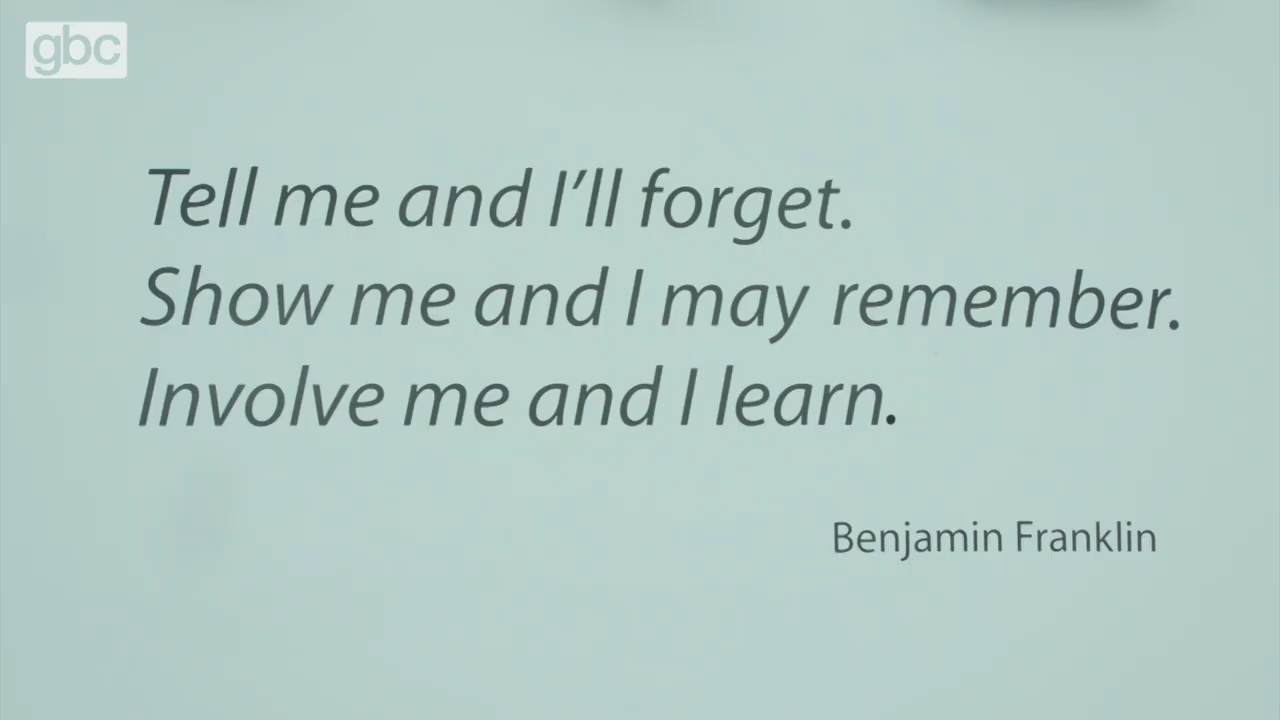 gbc
Tell me and I’ll forget.
Show me and I may remember.
Involve me and I learn.
Benjamin Franklin